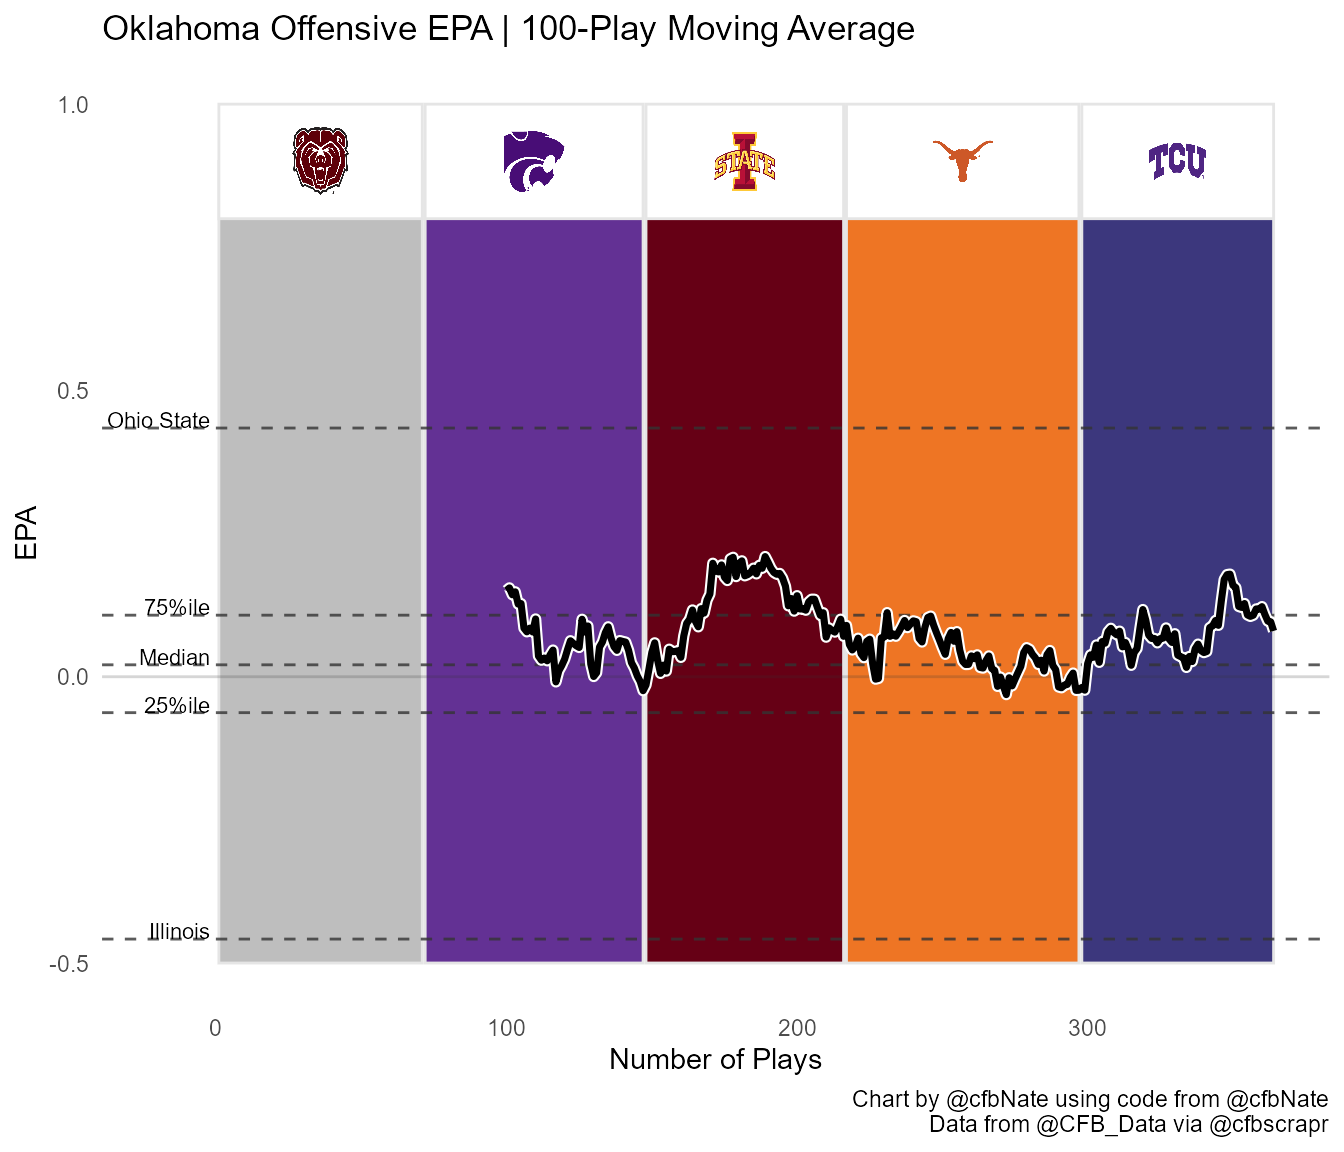 Oklahoma Offensive EPA | 100-Play Moving Average
1.0
STATE
TCU
0.5
Ohio State
EPA
75%ile
Median
0.0
25%ile
Illinois
-0.5
0 100 200 300
Number of Plays
Chart by @cfbNate using code from @cfbNate
Data from @CFB_Data via @cfbscrapr